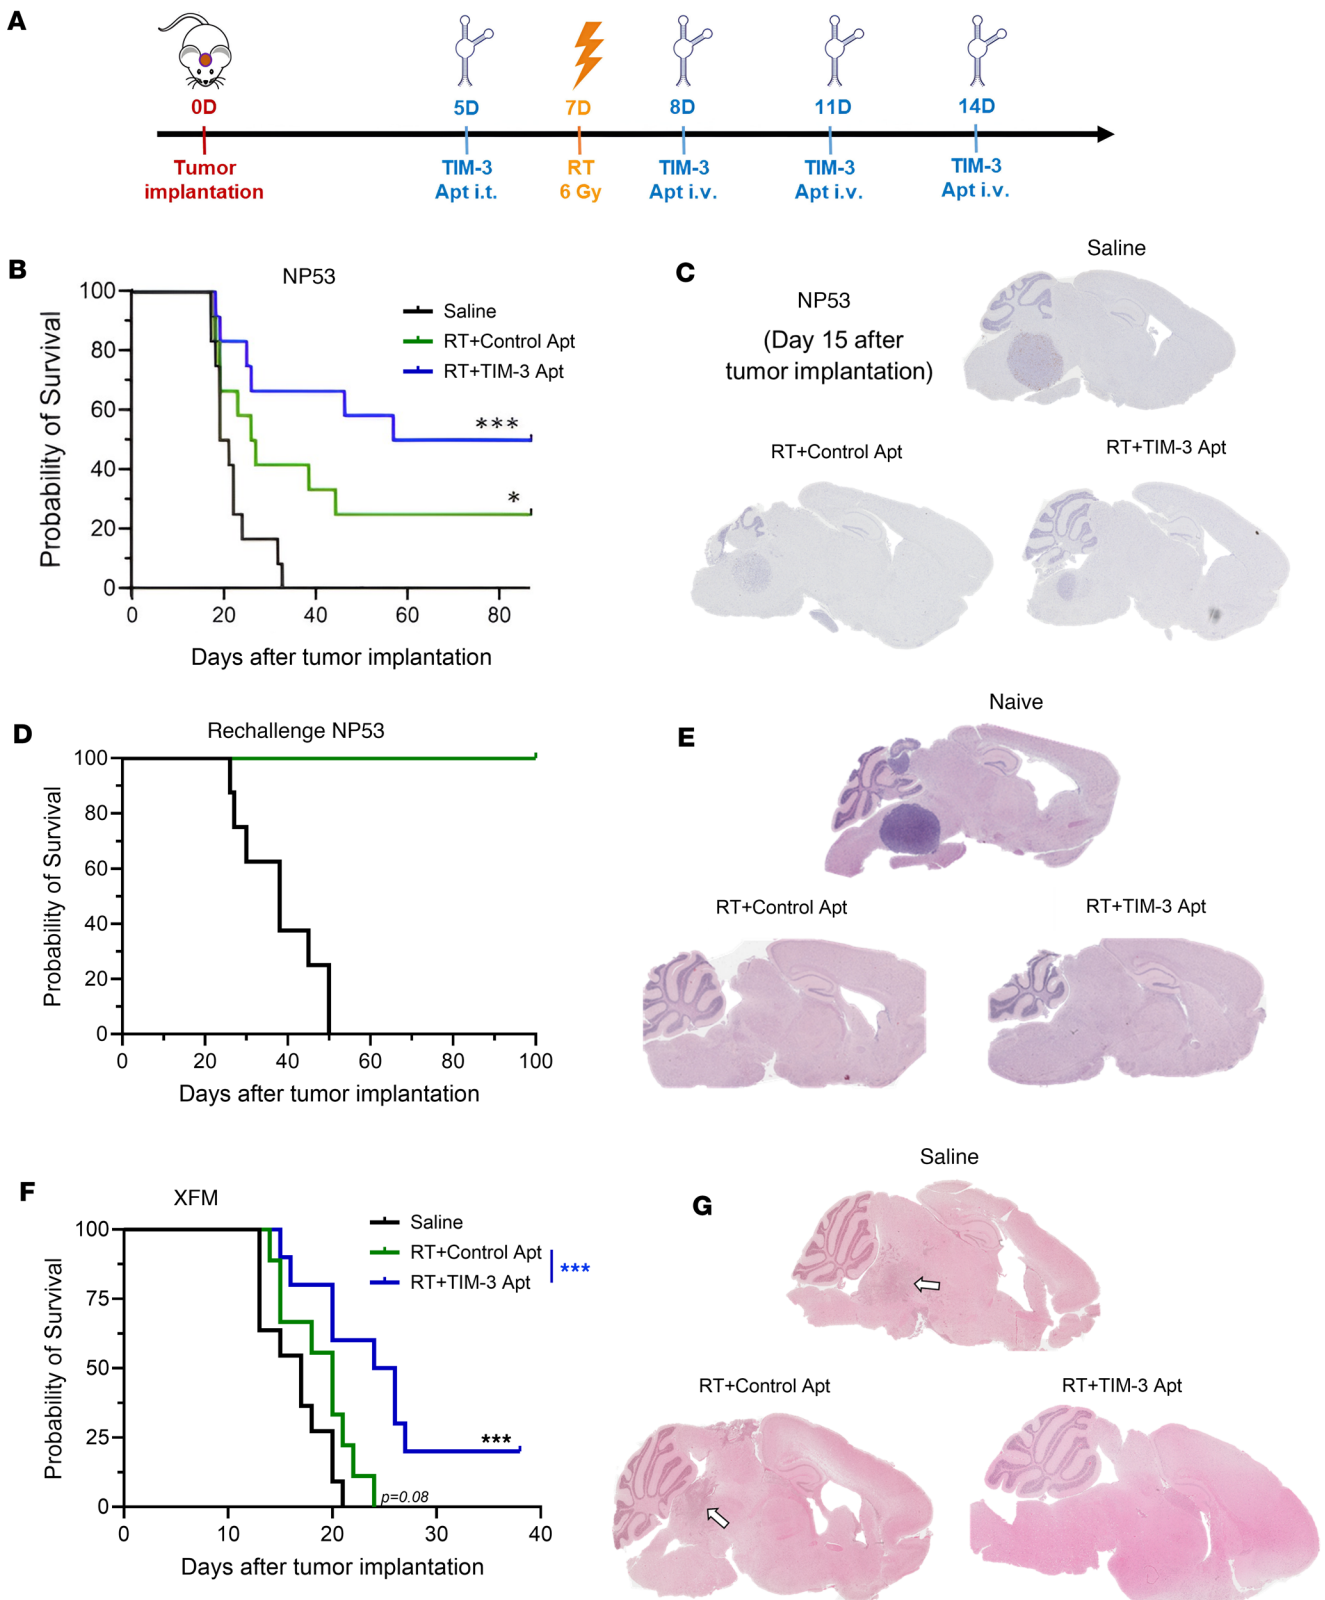 A
0D
5D
7D
8D
11D
14D
Tumor
implantation
TIM-3
Apt i.t.
RT
6 Gy
TIM-3
Apt i.v.
TIM-3
Apt i.v.
TIM-3
Apt i.v.
B
NP53
Saline
RT+Control Apt
RT+TIM-3 Apt
Probability of Survival
100
80
60
40
20
0
***
*
0 20 40 60 80
Days after tumor implantation
C
NP53
(Day 15 after
tumor implantation)
Saline
RT+Control Apt
RT+TIM-3 Apt
D
Rechallenge NP53
Probability of Survival
100
80
60
40
20
0
0 20 40 60 80 100
Days after tumor implantation
E
Naive
RT+Control Apt
RT+TIM-3 Apt
F
XFM
Saline
RT+Control Apt
RT+TIM-3 Apt
***
Probability of Survival
100
75
50
25
0
***
p=0.08
0 10 20 30 40
Days after tumor implantation
G
Saline
RT+Control Apt
RT+TIM-3 Apt